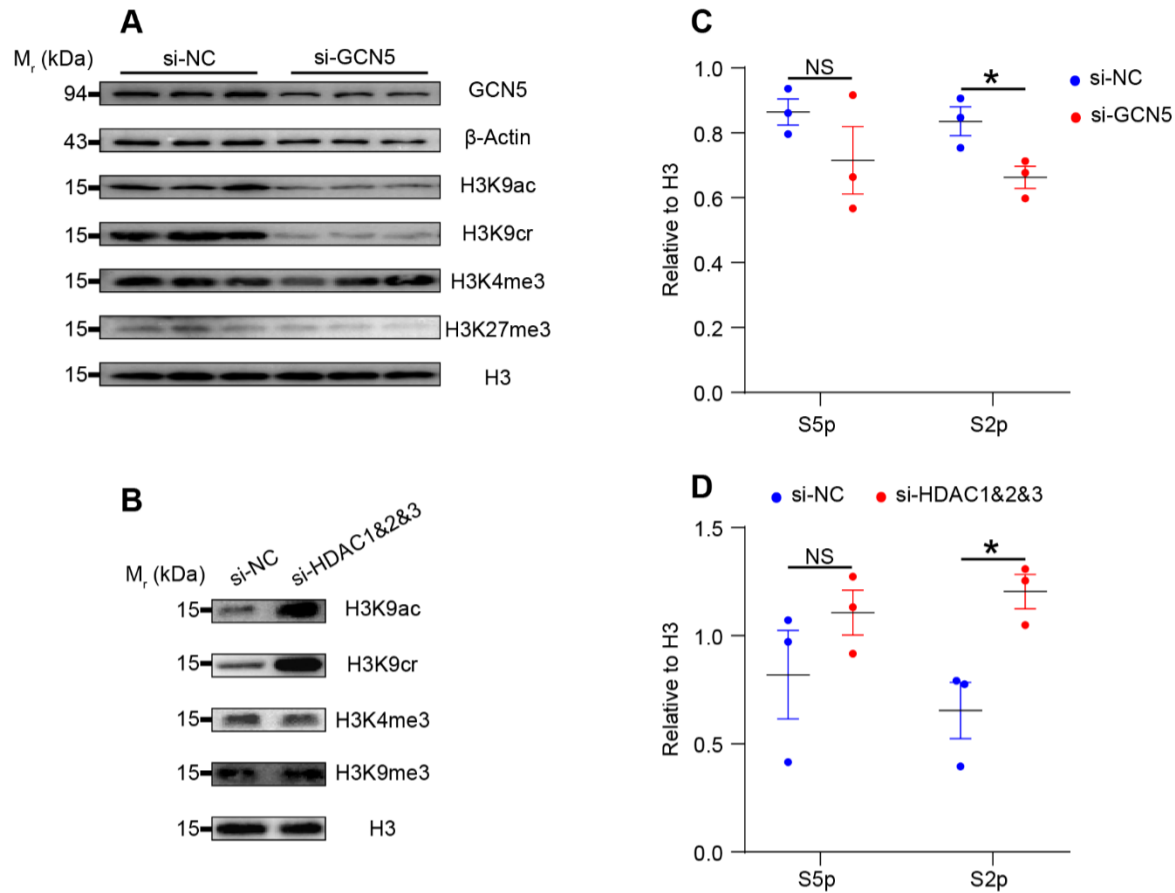 A
M_r (kDa)
si-NC
si-GCN5
94
GCN5
43
β-Actin
15
H3K9ac
15
H3K9cr
15
H3K4me3
15
H3K27me3
15
H3
B
M_r (kDa)
si-NC
si-HDAC1&2&3
15
H3K9ac
15
H3K9cr
15
H3K4me3
15
H3K9me3
15
H3
C
si-NC
si-GCN5
NS
*
Relative to H3
1.0
0.8
0.6
0.4
0.2
0.0
S5p
S2p
D
si-NC
si-HDAC1&2&3
NS
*
Relative to H3
1.5
1.0
0.5
0.0
S5p
S2p